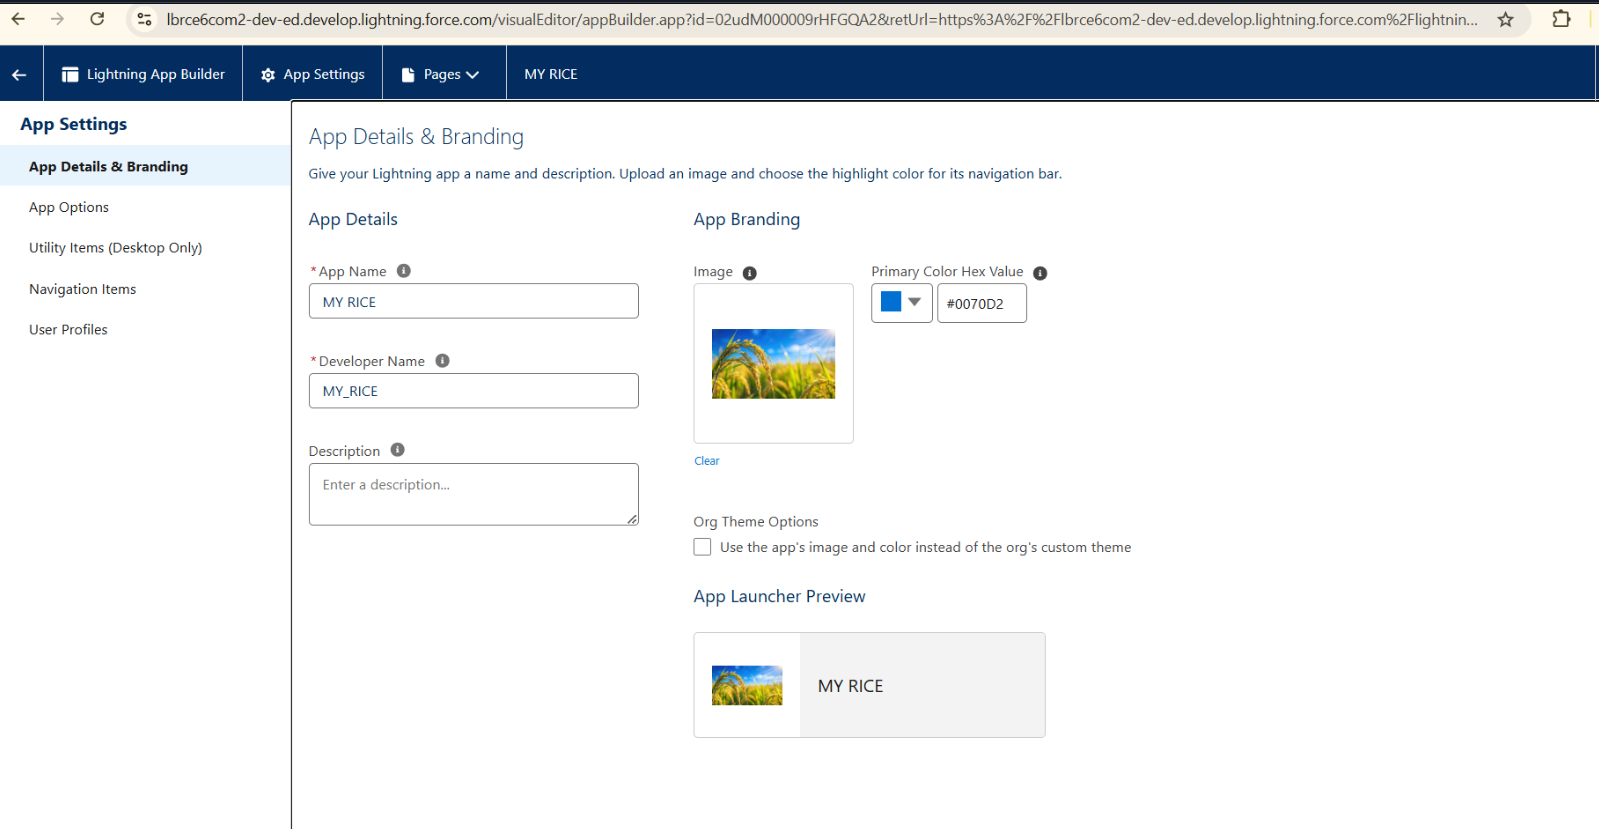 lbrce6com2-dev-ed.develop.lightning.force.com/visualEditor/appBuilder.app?id=02udM000009rHFGQA2&retUrl=https%3A%2F%2Flbrce6com2-dev-ed.develop.lightning.force.com%2Flightnin...
Lightning App Builder
App Settings
Pages
MY RICE
App Settings
App Details & Branding
App Options
Utility Items (Desktop Only)
Navigation Items
User Profiles
App Details & Branding
Give your Lightning app a name and description. Upload an image and choose the highlight color for its navigation bar.
App Details
* App Name
MY RICE
* Developer Name
MY_RICE
Description
Enter a description...
App Branding
Image
Clear
Primary Color Hex Value
#0070D2
Org Theme Options
Use the app's image and color instead of the org's custom theme
App Launcher Preview
MY RICE